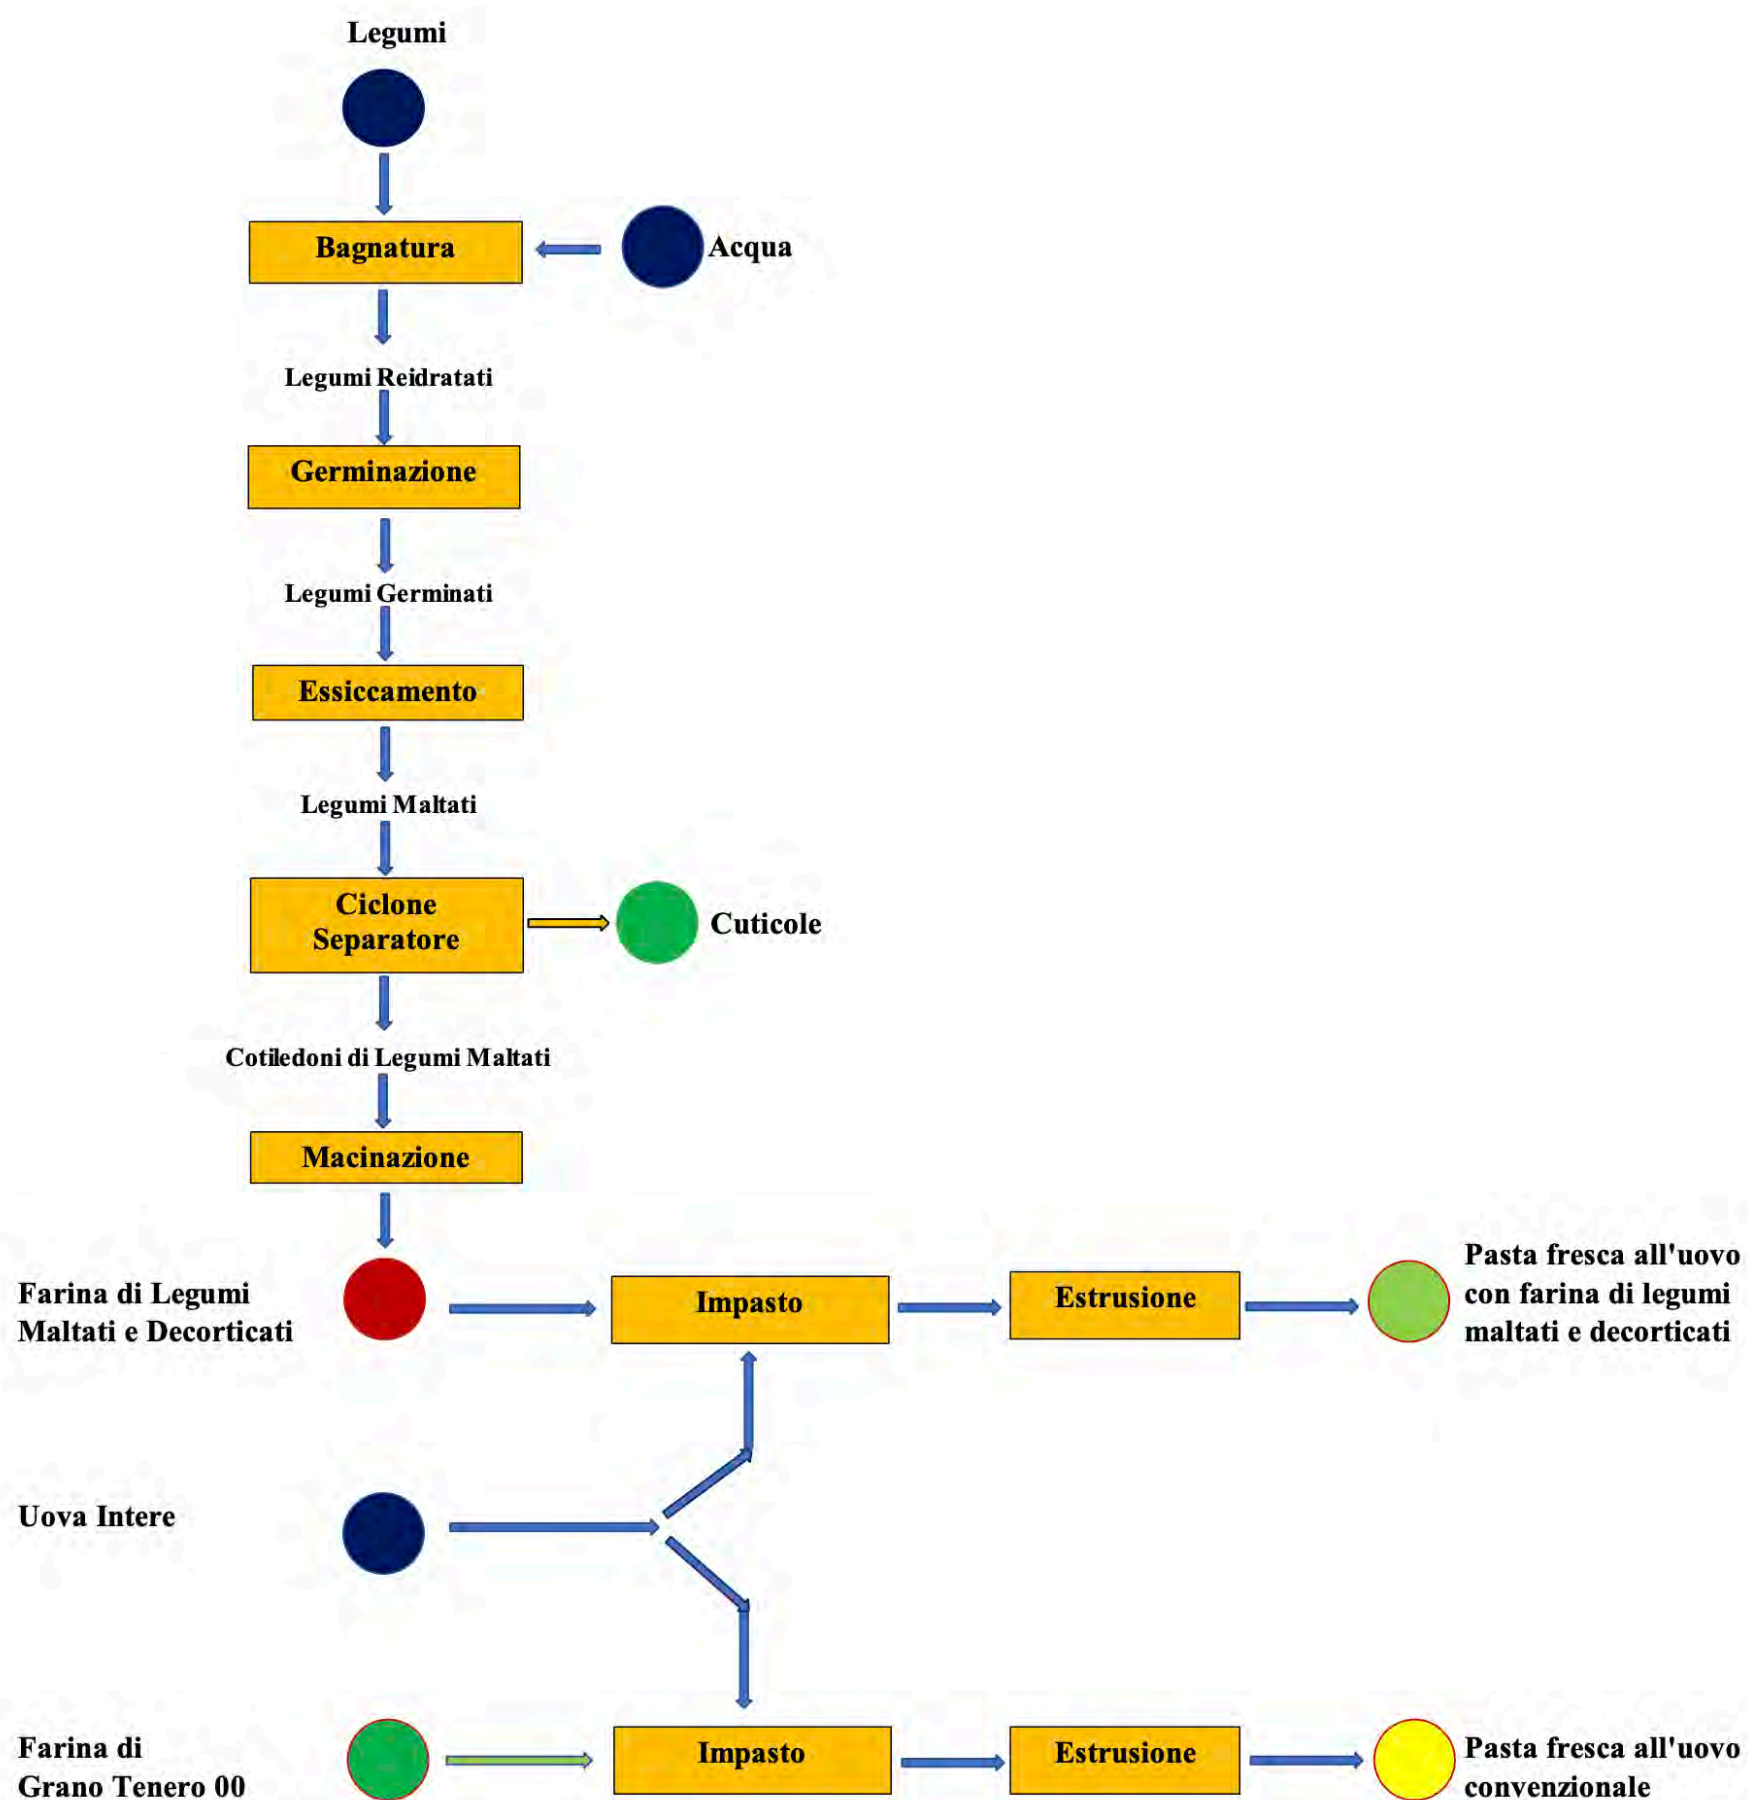 Legumi
Bagnatura
Acqua
Legumi Reidratati
Germinazione
Legumi Germinati
Essiccamento
Legumi Maltati
Ciclone
Separatore
Cuticole
Cotiledoni di Legumi Maltati
Macinazione
Farina di Legumi
Maltati e Decorticati
Impasto
Estrusione
Pasta fresca all'uovo
con farina di legumi
maltati e decorticati
Uova Intere
Farina di
Grano Tenero 00
Impasto
Estrusione
Pasta fresca all'uovo
convenzionale